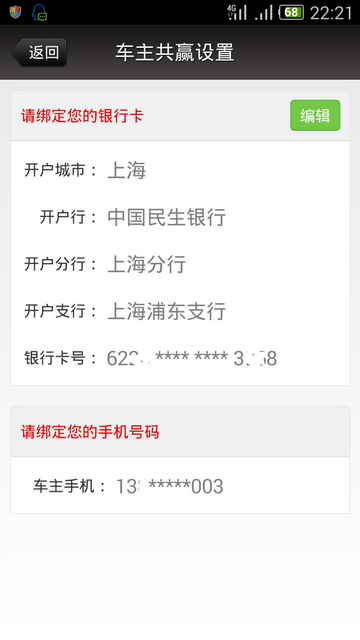 4G 68 22:21
返回 车主共赢设置
请绑定您的银行卡 编辑
开户城市： 上海
开户行： 中国民生银行
开户分行： 上海分行
开户支行： 上海浦东支行
银行卡号： 622 **** **** 3 8
请绑定您的手机号码
车主手机： 13 *****003